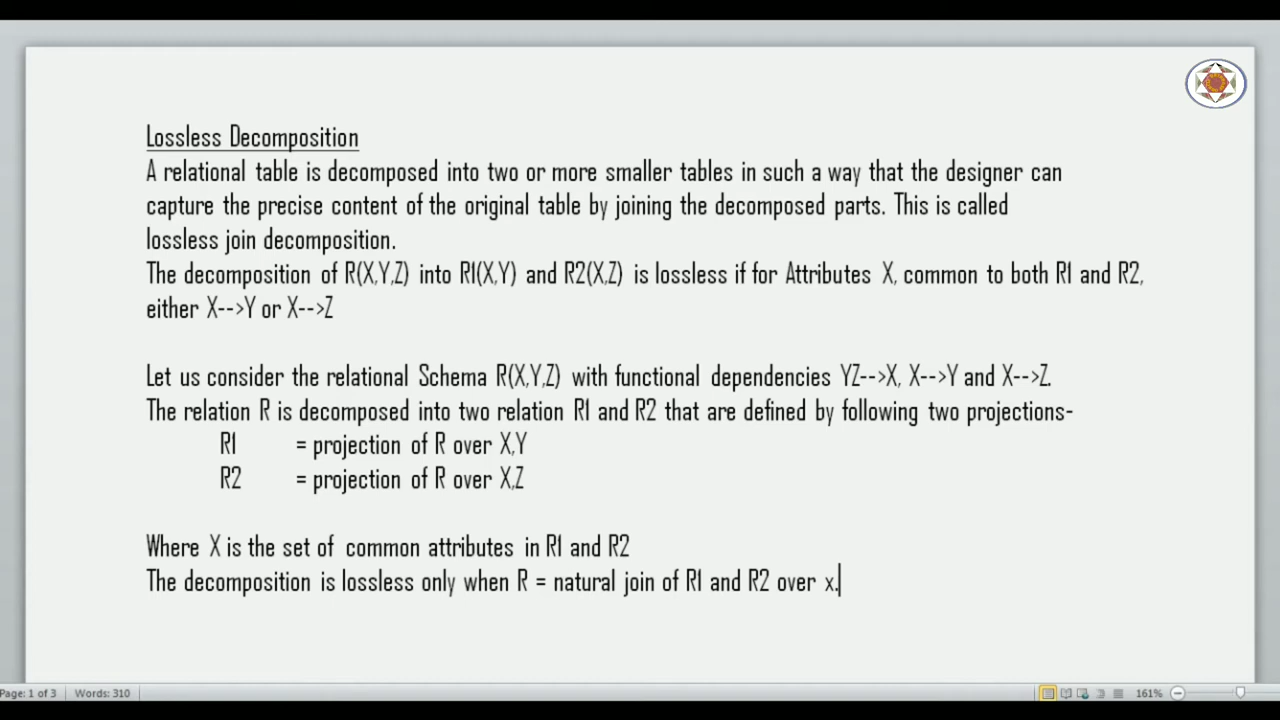 Lossless Decomposition
A relational table is decomposed into two or more smaller tables in such a way that the designer can
capture the precise content of the original table by joining the decomposed parts. This is called
lossless join decomposition.
The decomposition of R(X,Y,Z) into R1(X,Y) and R2(X,Z) is lossless if for Attributes X, common to both R1 and R2,
either X-->Y or X-->Z
Let us consider the relational Schema R(X,Y,Z) with functional dependencies YZ-->X, X-->Y and X-->Z.
The relation R is decomposed into two relation R1 and R2 that are defined by following two projections-
R1 = projection of R over X,Y
R2 = projection of R over X,Z
Where X is the set of common attributes in R1 and R2
The decomposition is lossless only when R = natural join of R1 and R2 over x.
Page: 1 of 3 Words: 310 161%